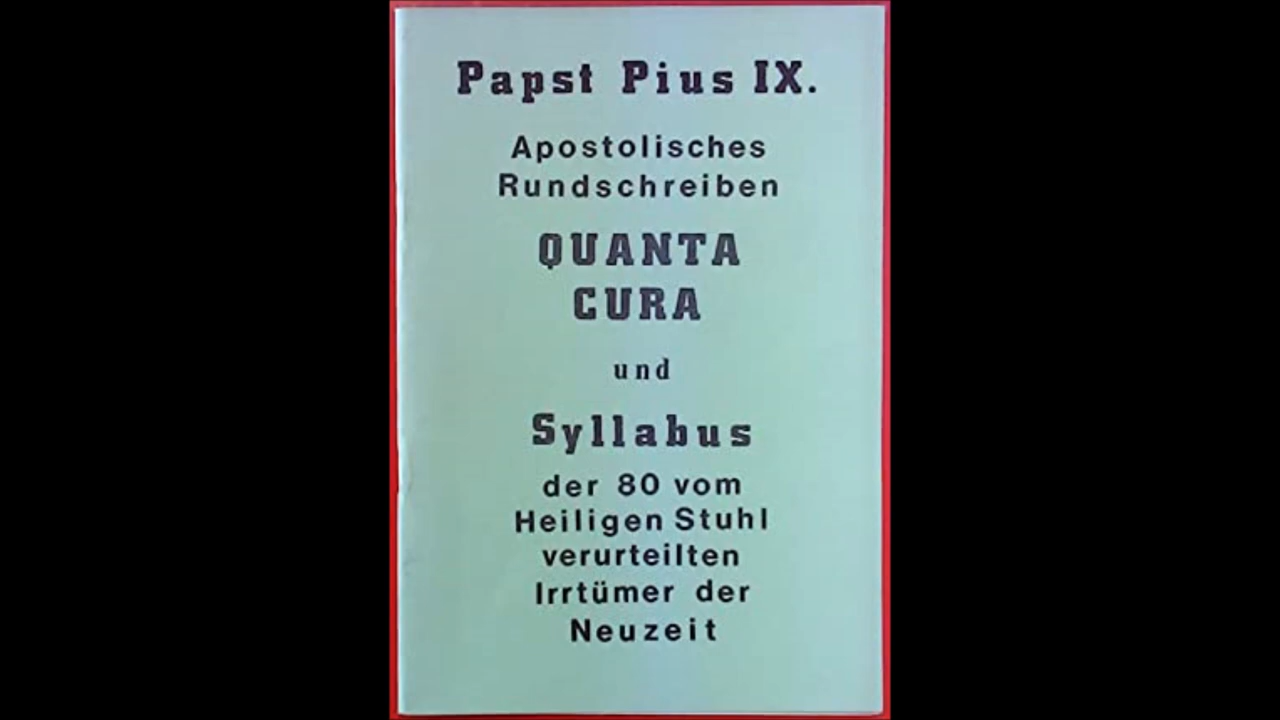 Papst Pius IX.
Apostolisches
Rundschreiben
QUANTA
CURA
und
Syllabus
der 80 vom
Heiligen Stuhl
verurteilten
Irrtümer der
Neuzeit